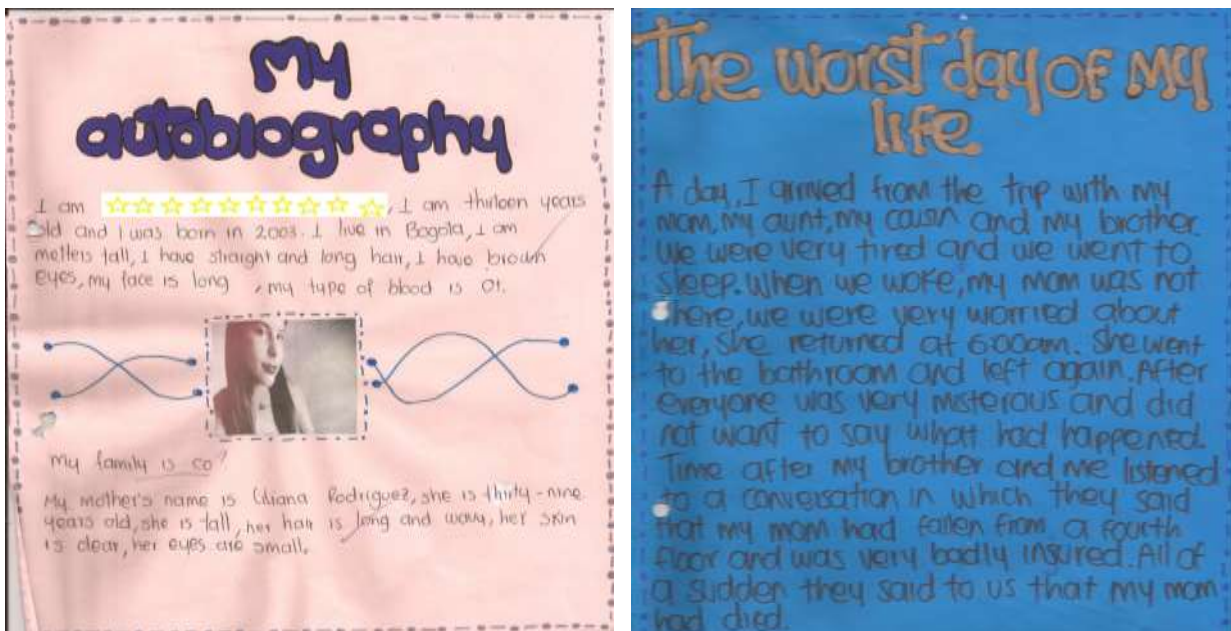 My
autobiography
I am , I am thirteen years
old and I was born in 2003. I live in Bogota, I am
metters tall, I have straight and long hair, I have brown
eyes, my face is long , my type of blood is O+.
My family is co
My mother's name is Liliana Rodriguez, she is thirty-nine
years old, she is tall, her hair is long and wavy, her skin
is clear, her eyes are small.
The worst day of my
life
A day, I arrived from the trip with my
mom, my aunt, my causin and my brother.
We were very tired and we went to
sleep. When we woke, my mom was not
there, we were very worried about
her, she returned at 6:00am. She went
to the bathroom and left again. After
everyone was very misterous and did
not want to say what had happened.
Time after my brother and me listened
to a conversation in which they said
that my mom had fallen from a fourth
floor and was very badly insured. All of
a sudden they said to us that my mom
had died.